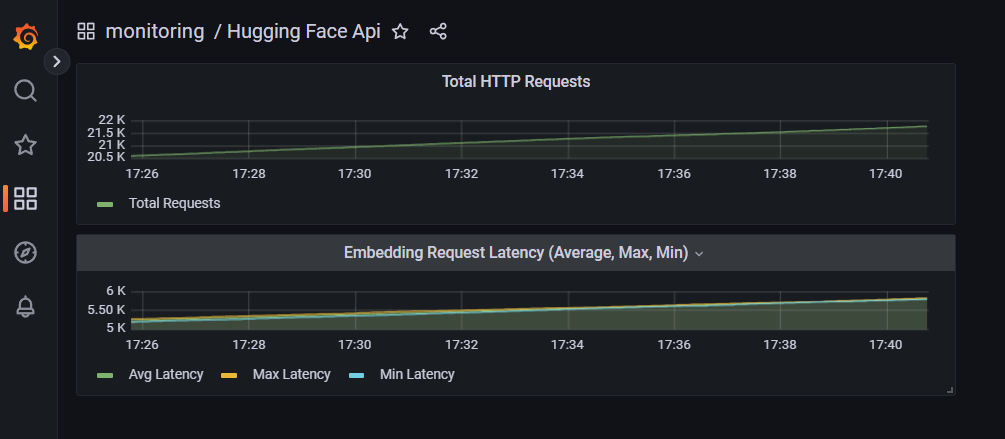 monitoring / Hugging Face Api
Total HTTP Requests
22 K
21.5 K
21 K
20.5 K
17:26 17:28 17:30 17:32 17:34 17:36 17:38 17:40
Total Requests
Embedding Request Latency (Average, Max, Min)
6 K
5.50 K
5 K
17:26 17:28 17:30 17:32 17:34 17:36 17:38 17:40
Avg Latency Max Latency Min Latency